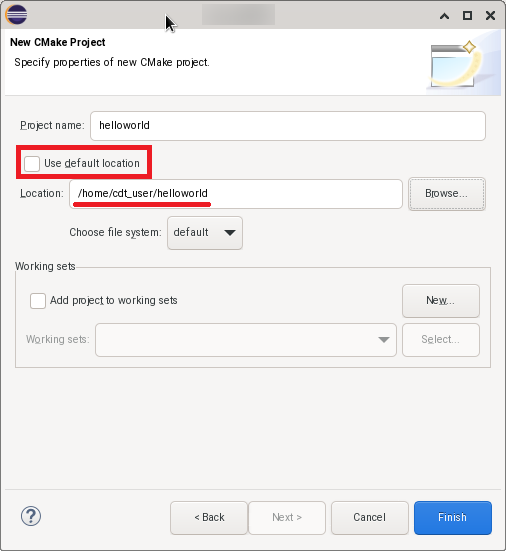 New CMake Project
Specify properties of new CMake project.
Project name: helloworld
Use default location
Location: /home/cdt_user/helloworld Browse...
Choose file system: default
Working sets
Add project to working sets New...
Working sets: Select...
? < Back Next > Cancel Finish